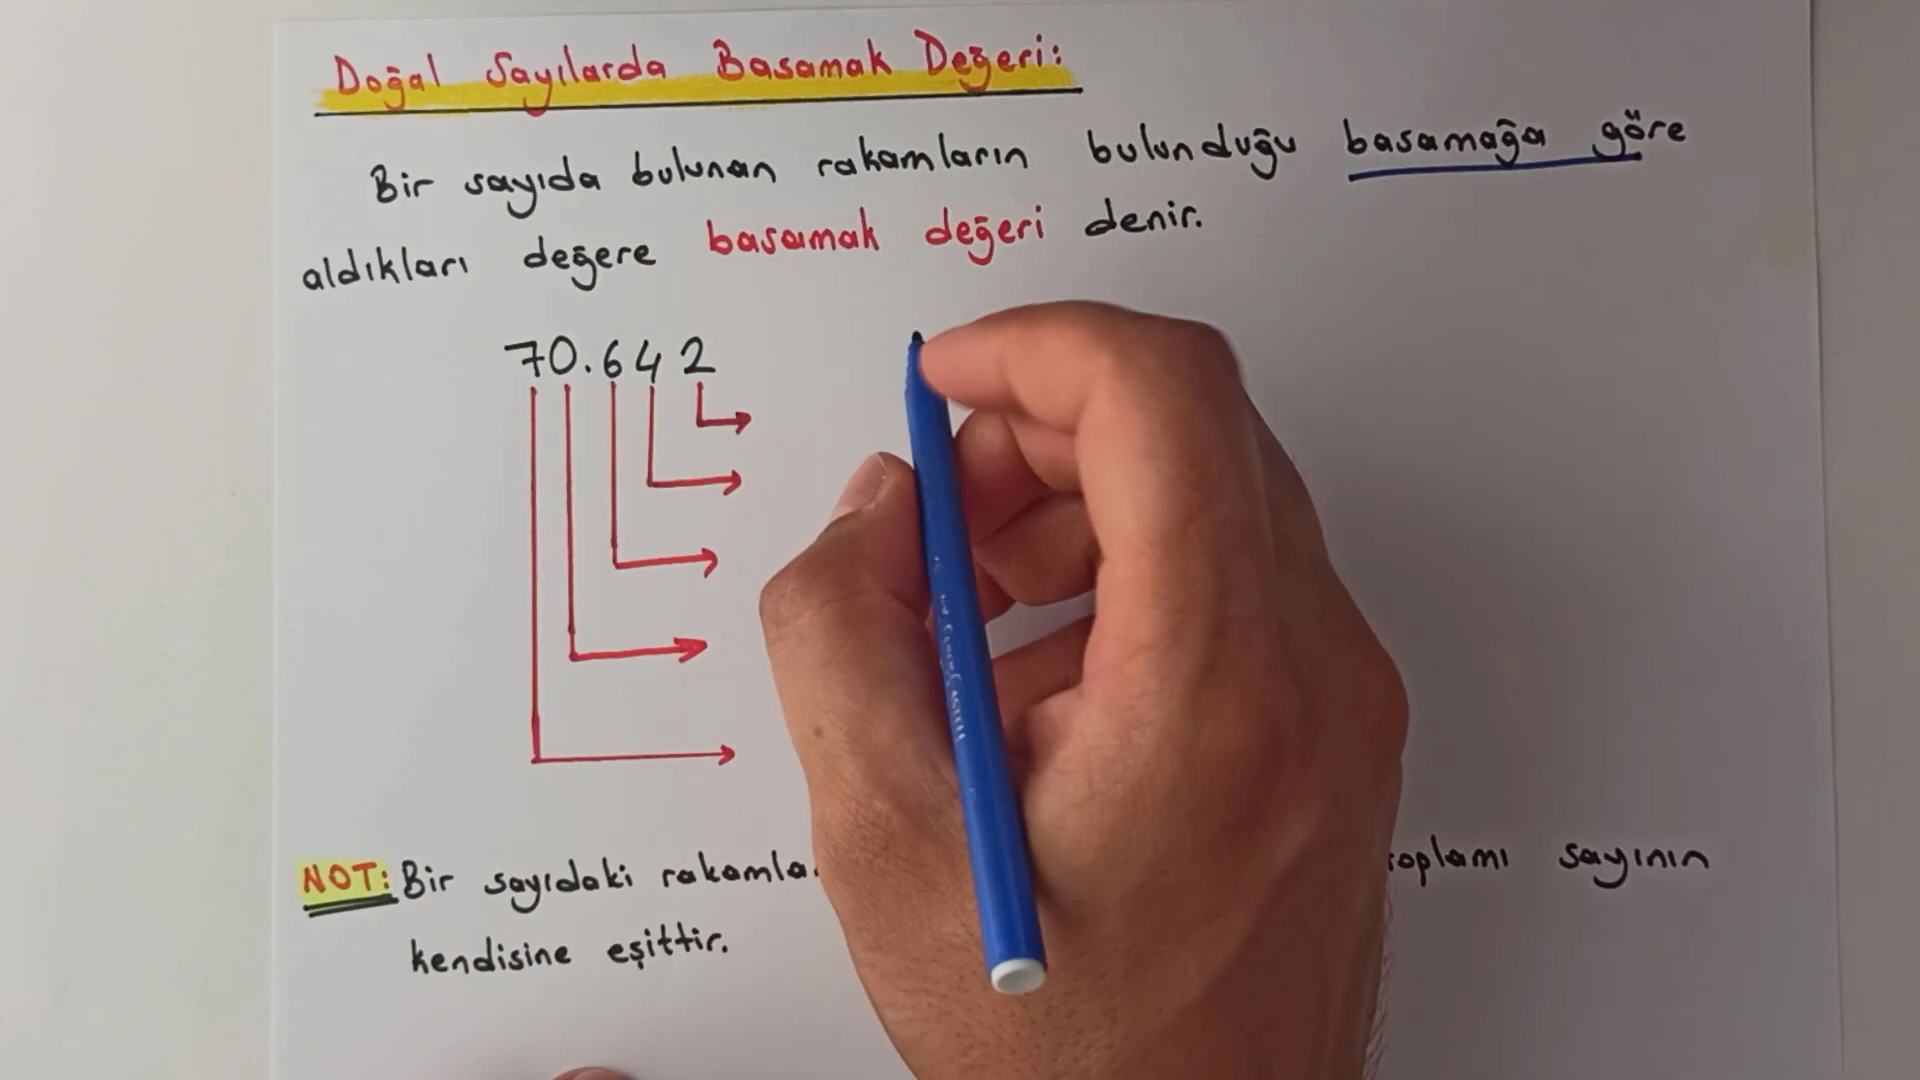 Doğal Sayılarda Basamak Değeri:
Bir sayıda bulunan rakamların bulunduğu basamağa göre
aldıkları değere basamak değeri denir.
70.642
NOT: Bir sayıdaki sayının
kendisine eşittir.